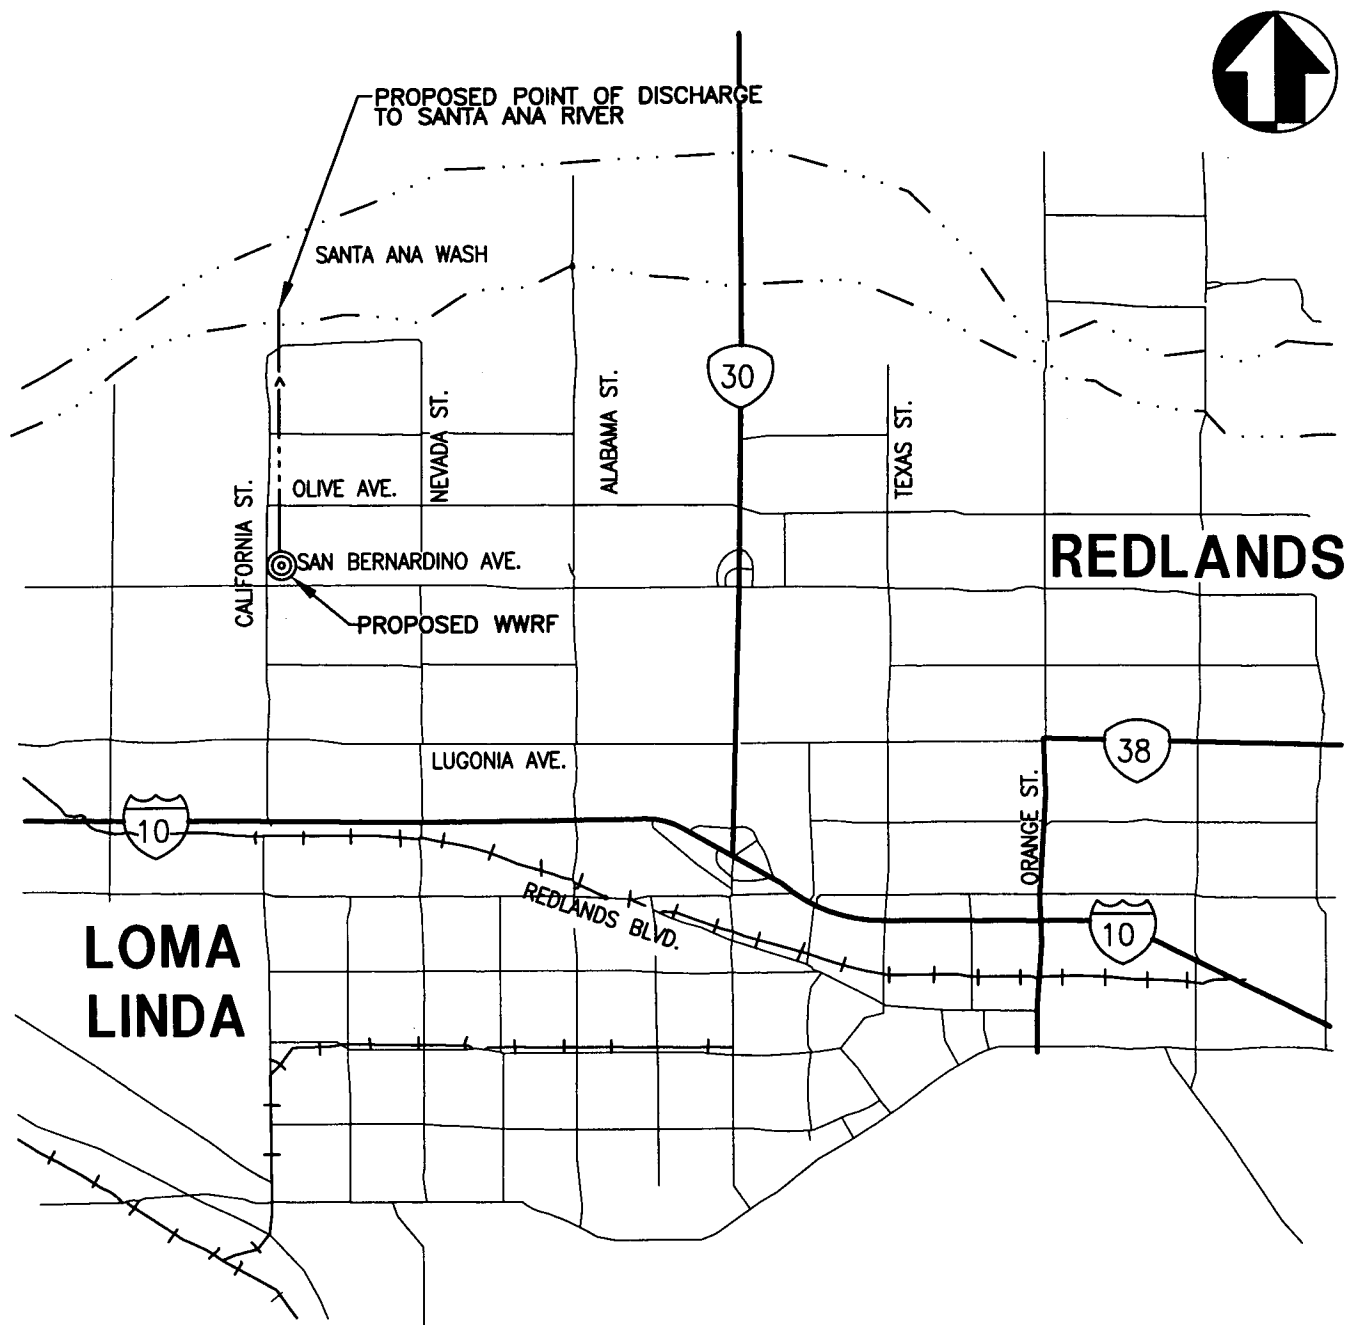 PROPOSED POINT OF DISCHARGE
TO SANTA ANA RIVER
SANTA ANA WASH
30
NEVADA ST.
ALABAMA ST.
TEXAS ST.
CALIFORNIA ST.
OLIVE AVE.
REDLANDS
SAN BERNARDINO AVE.
PROPOSED WWRF
38
LUGONIA AVE.
ORANGE ST.
10
REDLANDS BLVD.
10
LOMA
LINDA